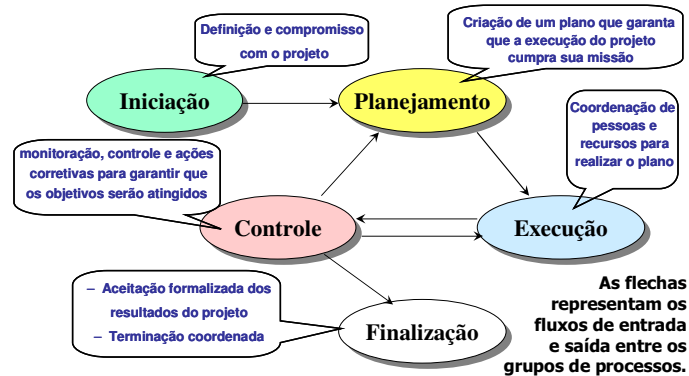 Definição e compromisso
com o projeto
Criação de um plano que garanta
que a execução do projeto
cumpra sua missão
Iniciação
Planejamento
Coordenação de
pessoas e
recursos para
realizar o plano
monitoração, controle e ações
corretivas para garantir que
os objetivos serão atingidos
Controle
Execução
– Aceitação formalizada dos
resultados do projeto
– Terminação coordenada
Finalização
As flechas
representam os
fluxos de entrada
e saída entre os
grupos de processos.